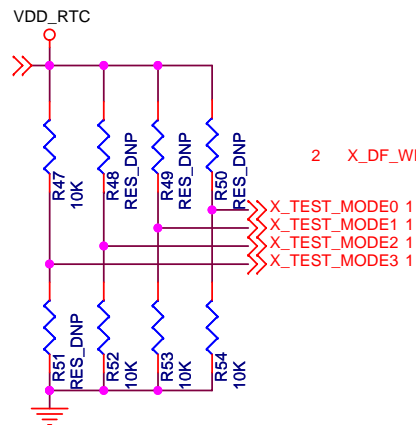 VDD_RTC
R47
10K
R48
RES_DNP
R49
RES_DNP
R50
RES_DNP
2 X_DF_W
X_TEST_MODE0 1
X_TEST_MODE1 1
X_TEST_MODE2 1
X_TEST_MODE3 1
R51
RES_DNP
R52
10K
R53
10K
R54
10K